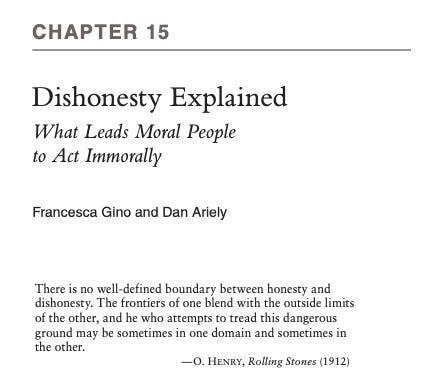 CHAPTER 15
Dishonesty Explained
What Leads Moral People
to Act Immorally
Francesca Gino and Dan Ariely
There is no well-defined boundary between honesty and
dishonesty. The frontiers of one blend with the outside limits
of the other, and he who attempts to tread this dangerous
ground may be sometimes in one domain and sometimes in
the other.
—O. Henry, Rolling Stones (1912)